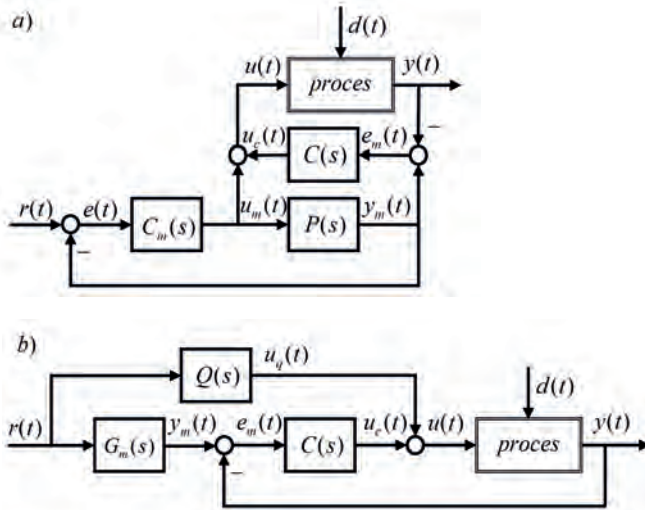 a)
d(t)
u(t) proces y(t)
−
u_c(t) C(s) e_m(t)
r(t) e(t) C_m(s) u_m(t) P(s) y_m(t)
−
b)
Q(s) u_q(t)
d(t)
r(t) G_m(s) y_m(t) e_m(t) C(s) u_c(t) u(t) proces y(t)
−